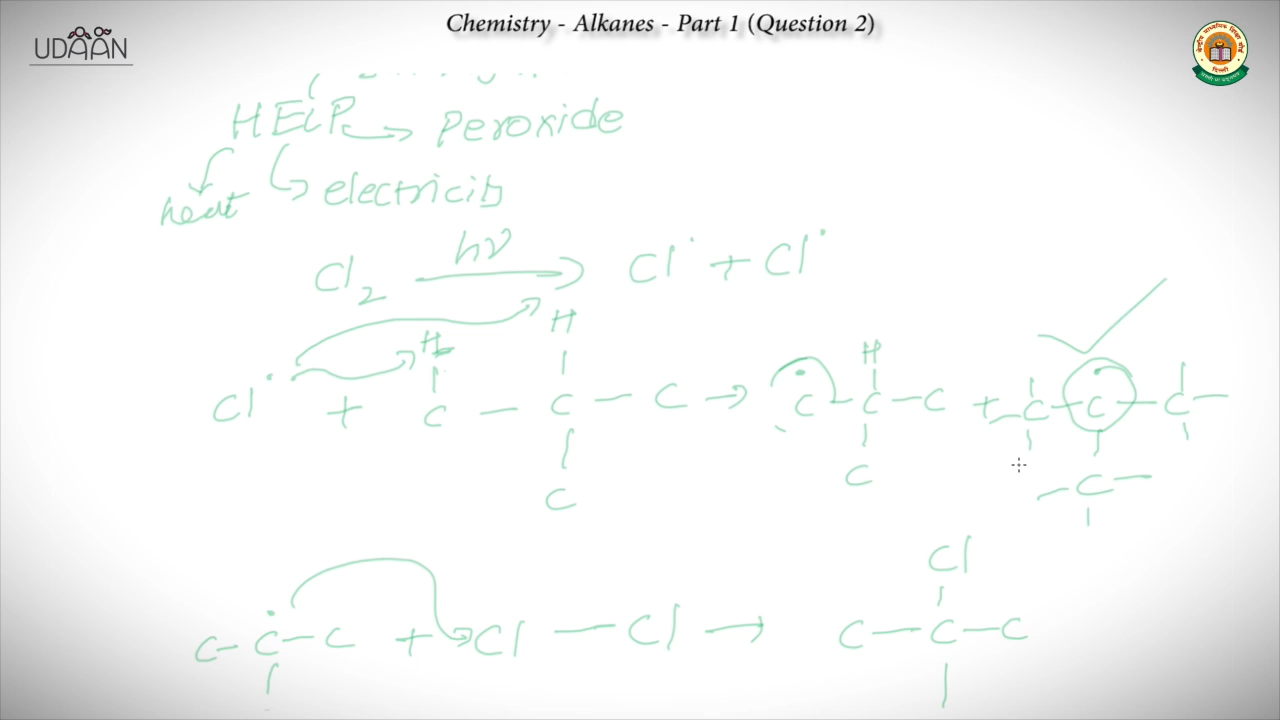 Chemistry - Alkanes - Part 1 (Question 2)
UDAAN
HELP → Peroxide
heat electricity
Cl2 hν → Cl· + Cl·
H
H H
Cl· + C — C — C → C — C — C + C — C — C
C C C
Cl
C — C — C + Cl — Cl → C — C — C